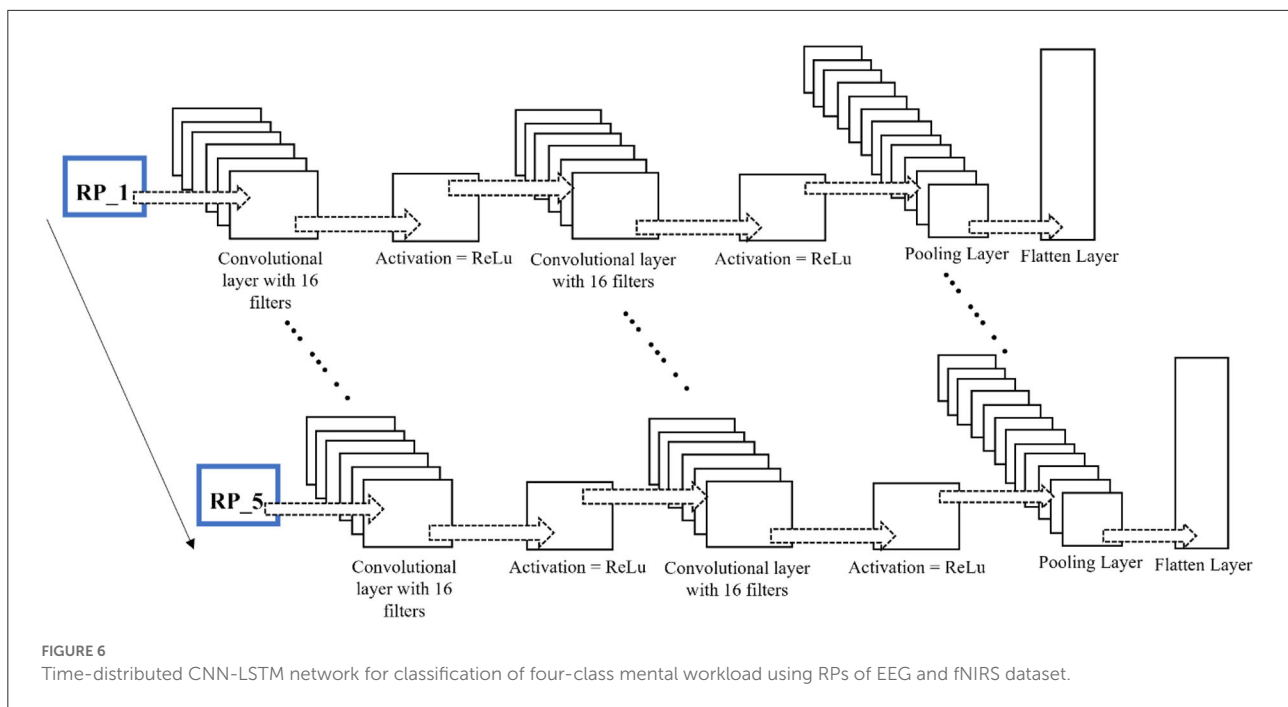 RP_1
Convolutional
layer with 16
filters
Activation = ReLu
Convolutional layer
with 16 filters
Activation = ReLu
Pooling Layer
Flatten Layer
RP_5
Convolutional
layer with 16
filters
Activation = ReLu
Convolutional layer
with 16 filters
Activation = ReLu
Pooling Layer
Flatten Layer
FIGURE 6
Time-distributed CNN-LSTM network for classification of four-class mental workload using RPs of EEG and fNIRS dataset.